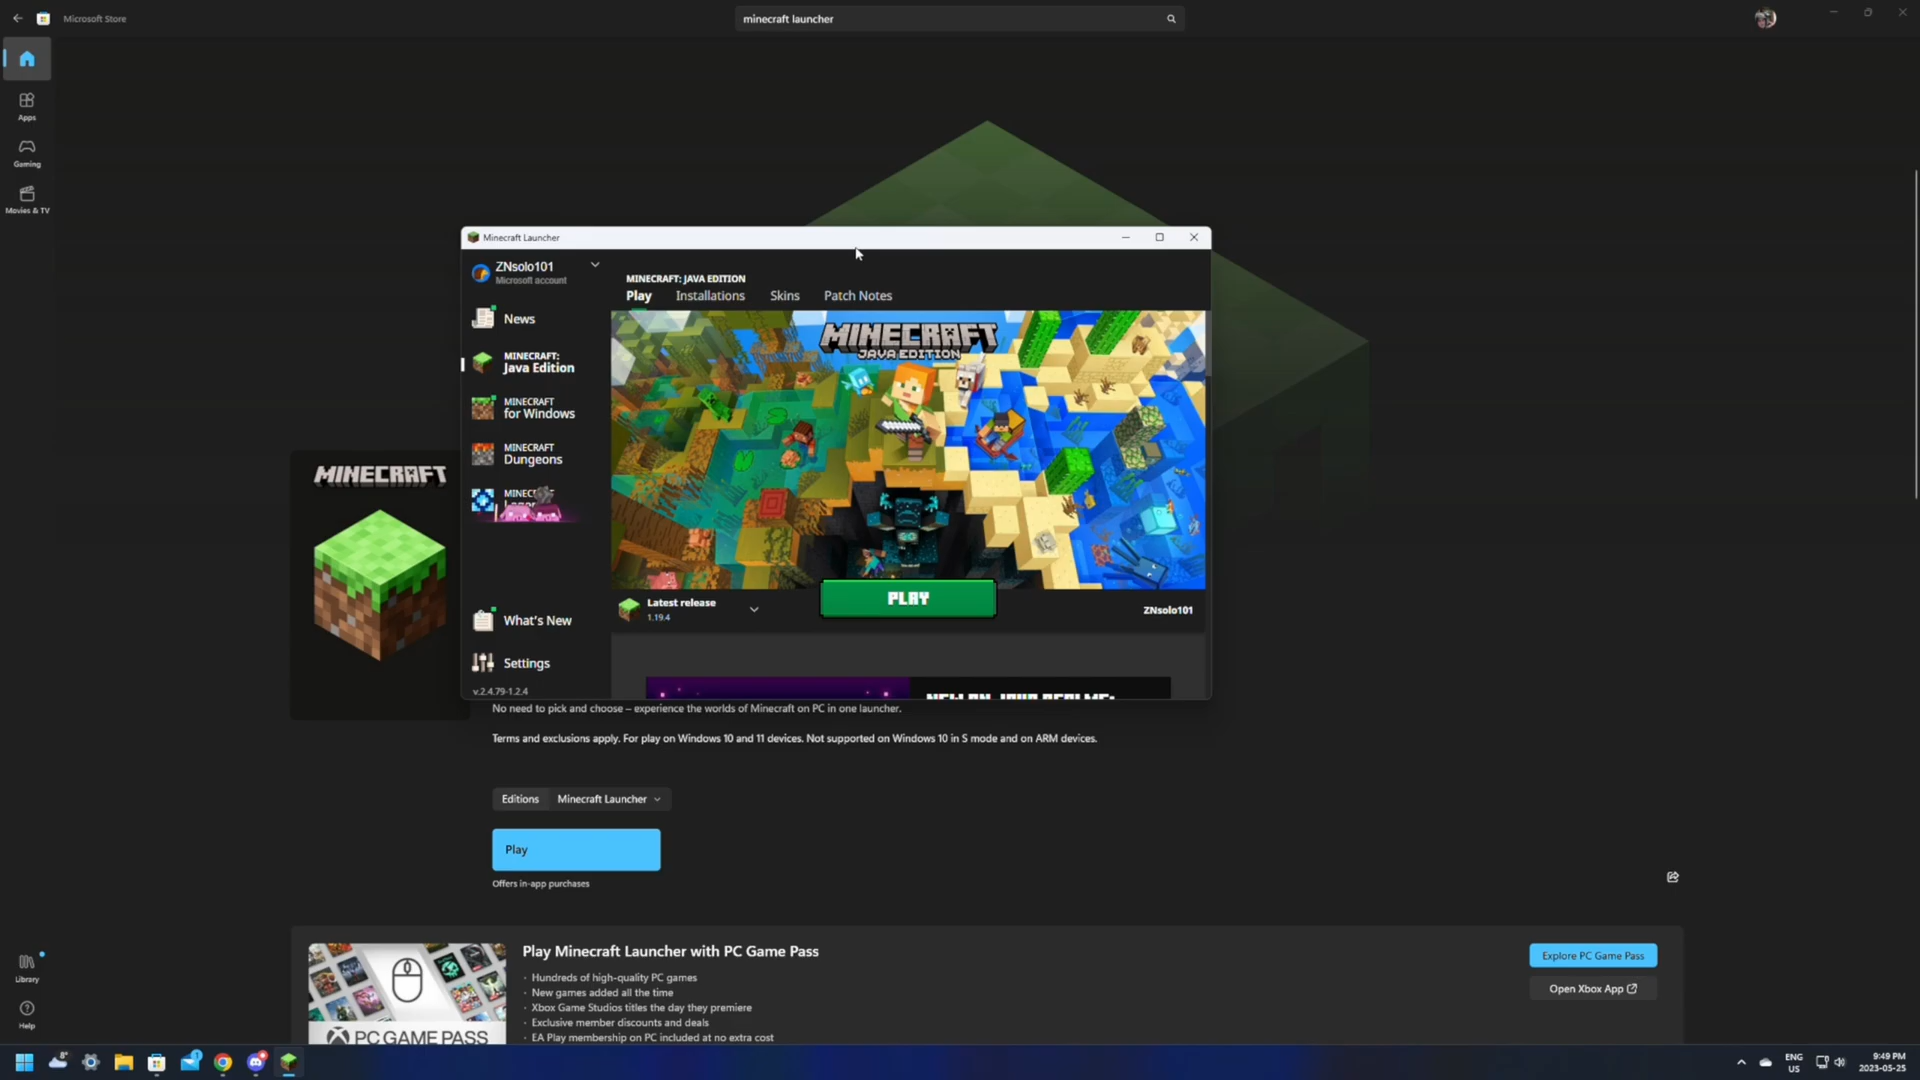 Microsoft Store
minecraft launcher
Apps
Gaming
Movies & TV
Library
Help
Minecraft Launcher
ZNsolo101
Microsoft account
News
MINECRAFT:
Java Edition
MINECRAFT
for Windows
MINECRAFT
Dungeons
What's New
Settings
v.2.4.79-1.2.4
MINECRAFT: JAVA EDITION
Play
Installations
Skins
Patch Notes
MINECRAFT
JAVA EDITION
Latest release
1.19.4
PLAY
ZNsolo101
NEW ON JAVA REALMS:
MINECRAFT
No need to pick and choose – experience the worlds of Minecraft on PC in one launcher.
Terms and exclusions apply. For play on Windows 10 and 11 devices. Not supported on Windows 10 in S mode and on ARM devices.
Editions
Minecraft Launcher
Play
Offers in-app purchases
PC GAME PASS
Play Minecraft Launcher with PC Game Pass
· Hundreds of high-quality PC games
· New games added all the time
· Xbox Game Studios titles the day they premiere
· Exclusive member discounts and deals
· EA Play membership on PC included at no extra cost
Explore PC Game Pass
Open Xbox App
8°
1
ENG
US
9:49 PM
2023-05-25